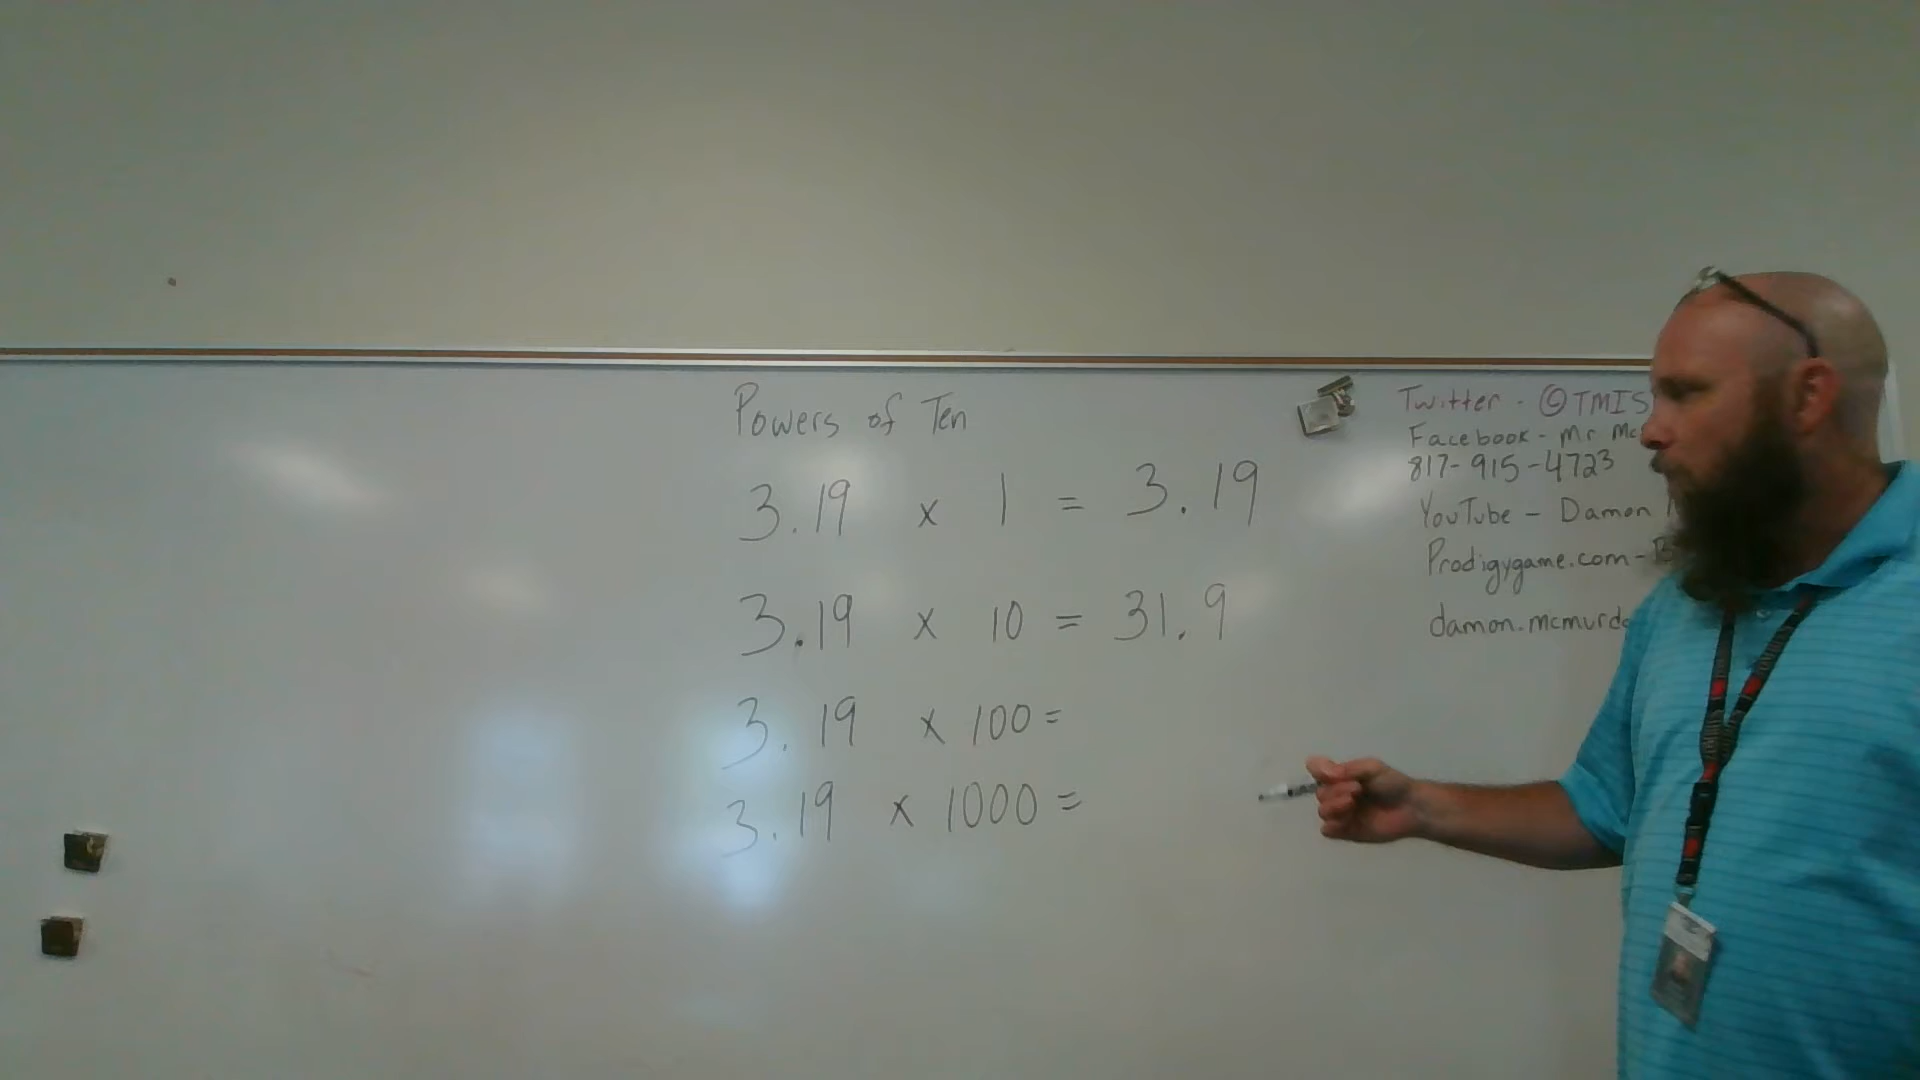 Powers of Ten
3.19 x 1 = 3.19
3.19 x 10 = 31.9
3.19 x 100 =
3.19 x 1000 =
Twitter - @TMIS
Facebook - Mr Mc
817-915-4723
YouTube - Damon
Prodigygame.com -
damon.mcmurd